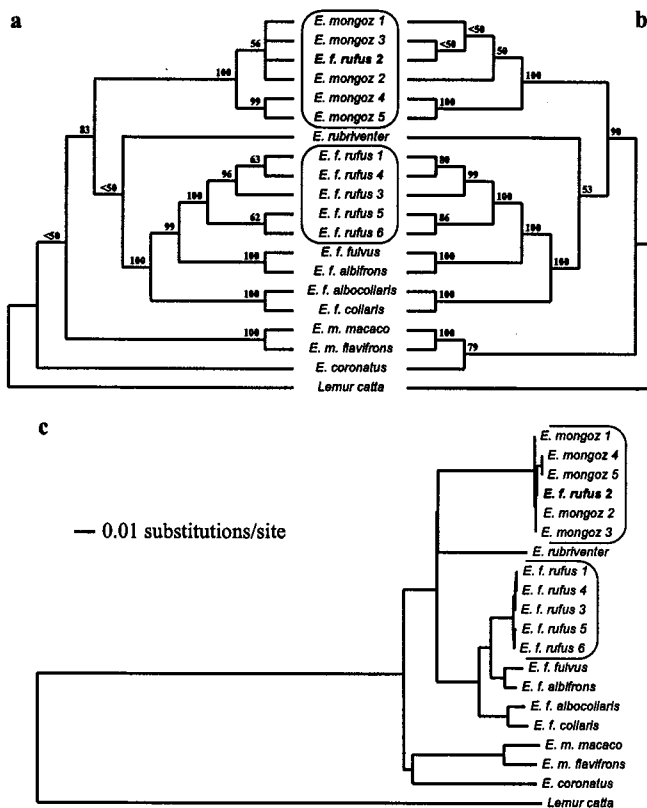 a
b
E. mongoz 1
E. mongoz 3
E. f. rufus 2
E. mongoz 2
E. mongoz 4
E. mongoz 5
E. rubriventer
E. f. rufus 1
E. f. rufus 4
E. f. rufus 3
E. f. rufus 5
E. f. rufus 6
E. f. fulvus
E. f. albifrons
E. f. albocollaris
E. f. collaris
E. m. macaco
E. m. flavifrons
E. coronatus
Lemur catta
56
100
99
83
<50
63
96
100
99
62
100
100
100
<50
100
<50
50
<50
100
100
90
80
99
100
86
53
100
100
100
100
79
c
0.01 substitutions/site
E. mongoz 1
E. mongoz 4
E. mongoz 5
E. f. rufus 2
E. mongoz 2
E. mongoz 3
E. rubriventer
E. f. rufus 1
E. f. rufus 4
E. f. rufus 3
E. f. rufus 5
E. f. rufus 6
E. f. fulvus
E. f. albifrons
E. f. albocollaris
E. f. collaris
E. m. macaco
E. m. flavifrons
E. coronatus
Lemur catta